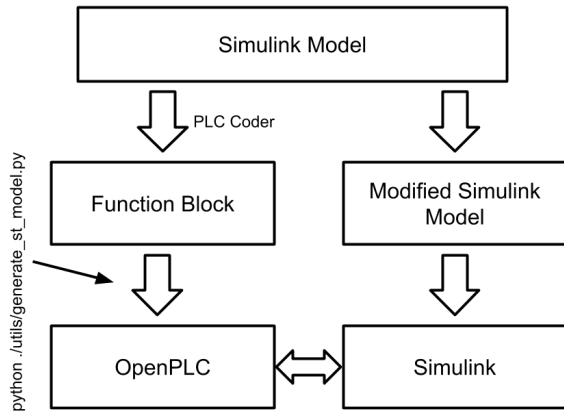 Simulink Model
PLC Coder
Function Block
Modified Simulink
Model
python ./utils/generate_st_model.py
OpenPLC
Simulink